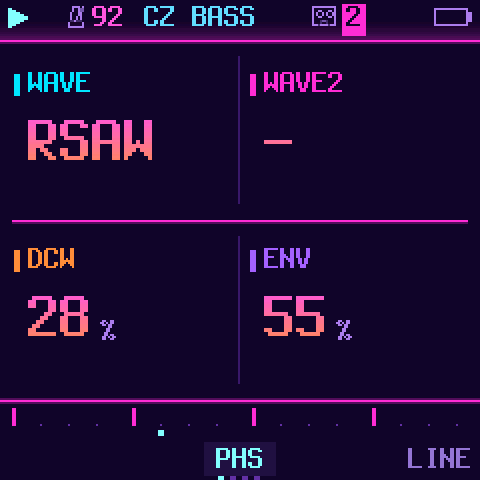 92 CZ BASS 2
WAVE WAVE2
RSAW –
DCW ENV
28 % 55 %
PHS LINE